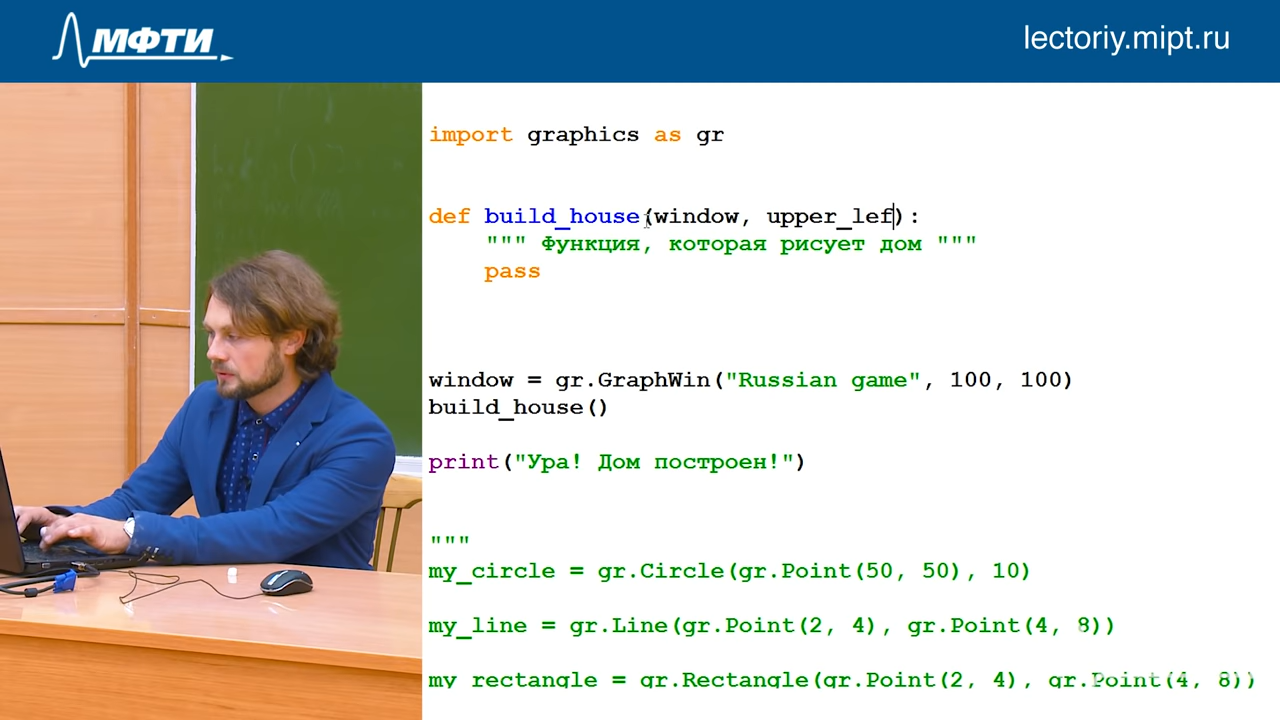 МФТИ
lectoriy.mipt.ru
import graphics as gr
def build_house(window, upper_lef):
""" Функция, которая рисует дом """
pass
window = gr.GraphWin("Russian game", 100, 100)
build_house()
print("Ура! Дом построен!")
"""
my_circle = gr.Circle(gr.Point(50, 50), 10)
my_line = gr.Line(gr.Point(2, 4), gr.Point(4, 8))
my_rectangle = gr.Rectangle(gr.Point(2, 4), gr.Point(4, 8))